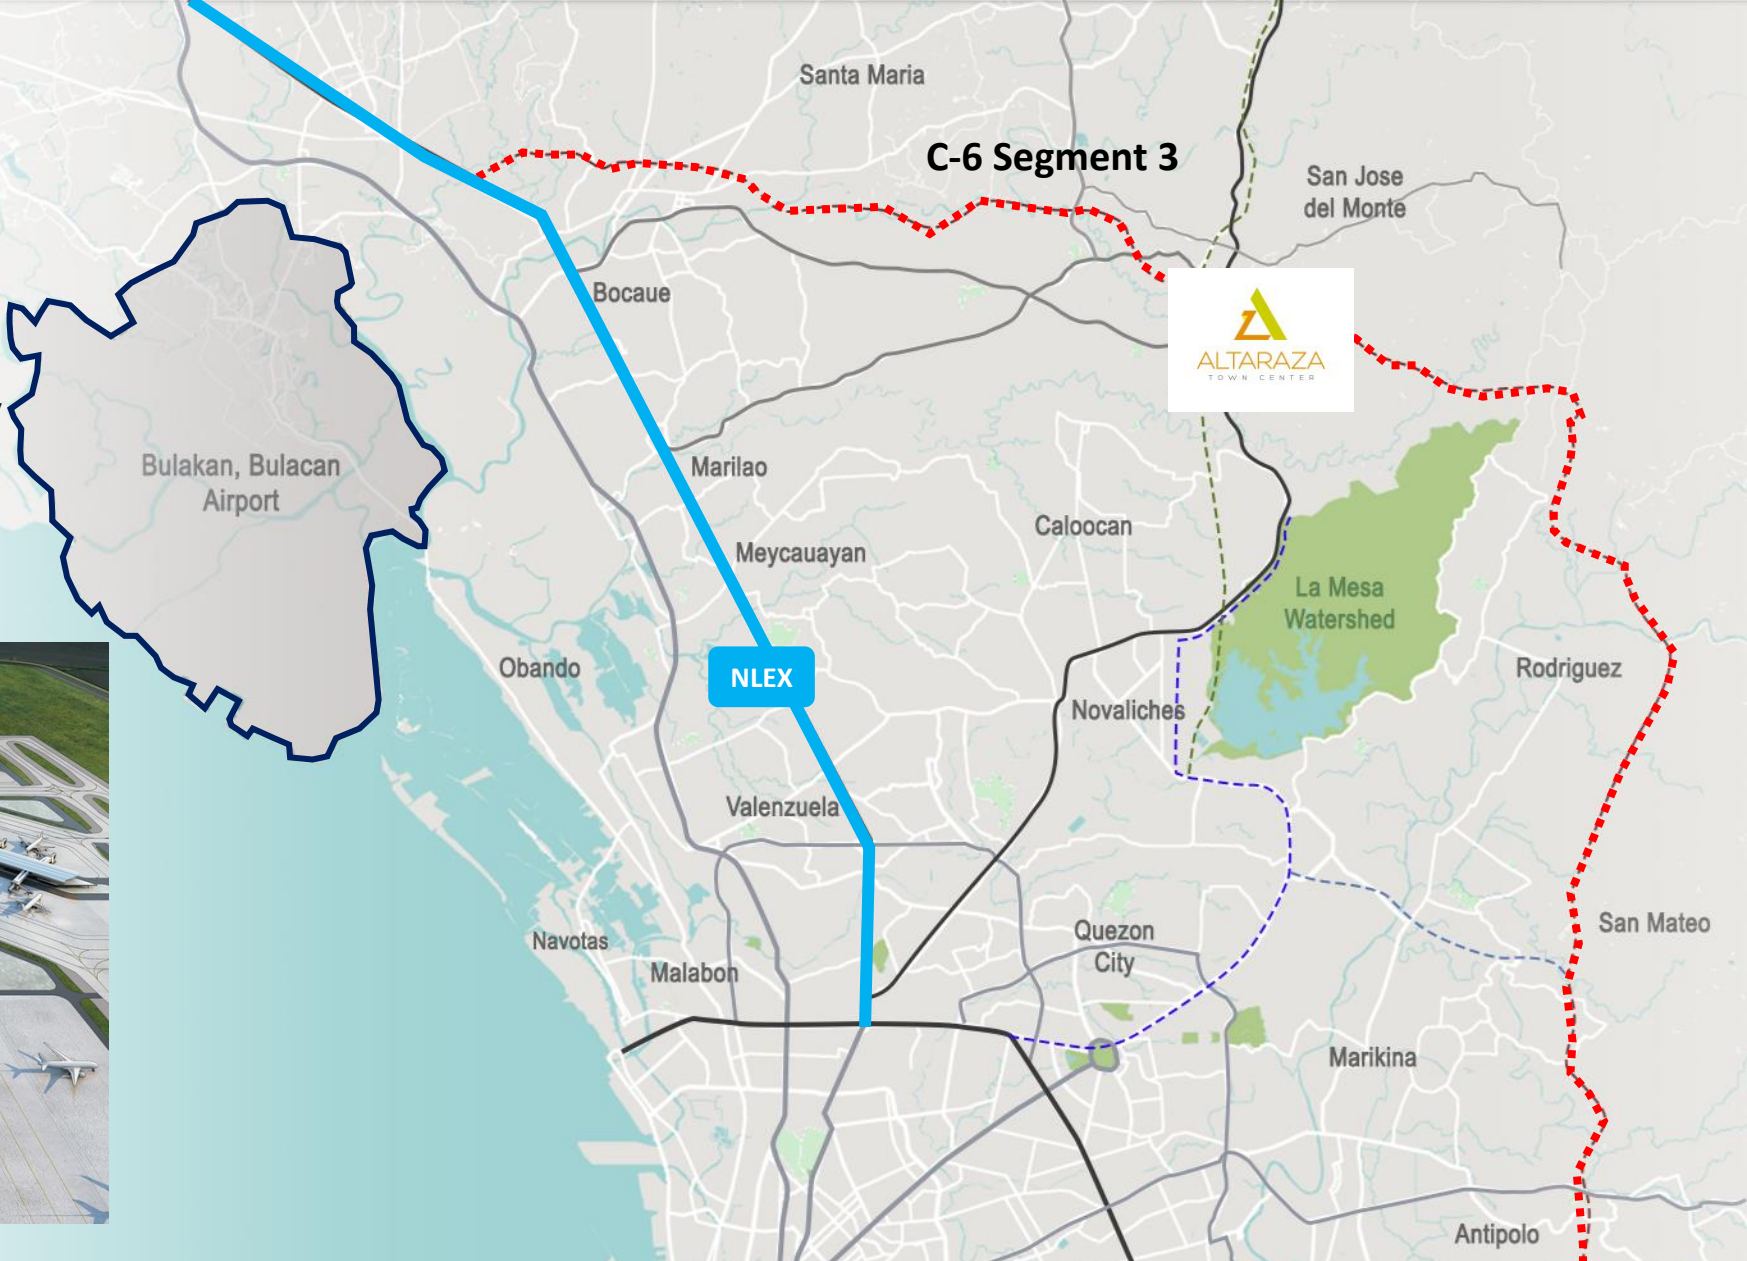 Santa Maria
C-6 Segment 3
San Jose
del Monte
Bocaue
ALTARAZA
TOWN CENTER
Bulakan, Bulacan
Airport
Marilao
Caloocan
Meycauayan
La Mesa
Watershed
Obando
NLEX
Rodriguez
Novaliches
Valenzuela
San Mateo
Quezon
City
Navotas
Malabon
Marikina
Antipolo